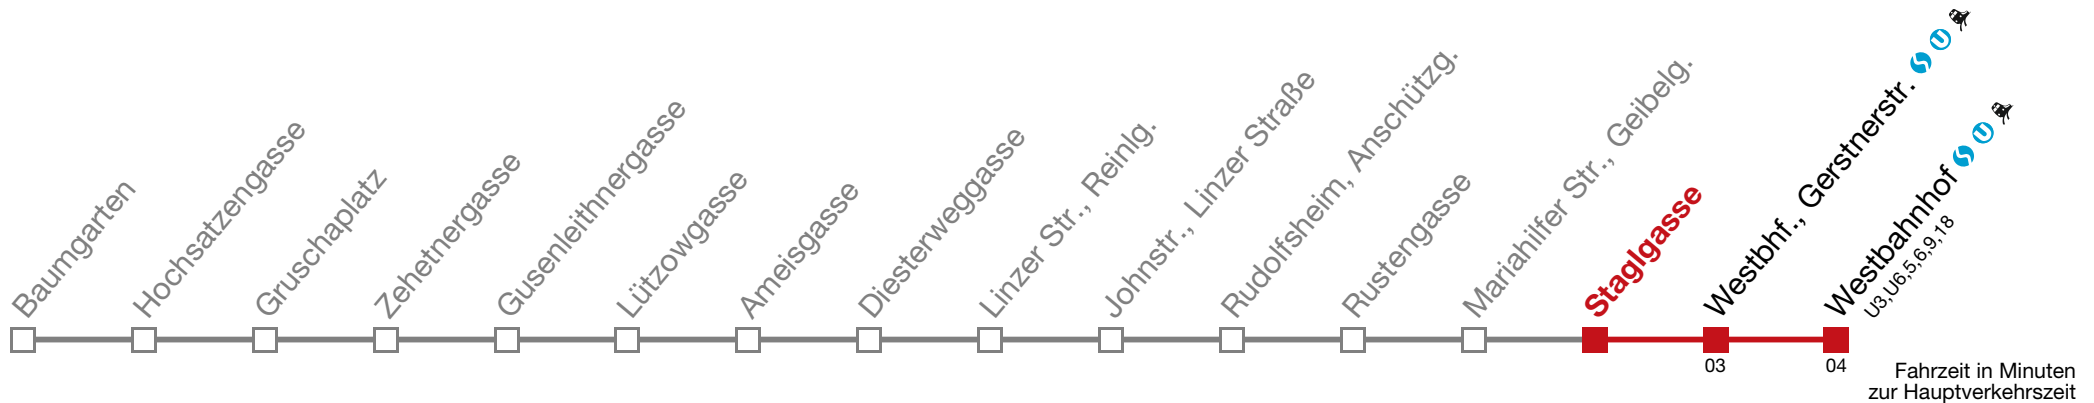 Baumgarten
Hochsatzengasse
Gruschaplatz
Zehetnergasse
Gusenleithnergasse
Lützowgasse
Ameisgasse
Diesterweggasse
Linzer Str., Reinlg.
Johnstr., Linzer Straße
Rudolfsheim, Anschützg.
Rustengasse
Mariahilfer Str., Geibelg.
Staglgasse
Westbhf., Gerstnerstr. S U
Westbahnhof S U
U3,U6,5,6,9,18
03
04
Fahrzeit in Minuten
zur Hauptverkehrszeit